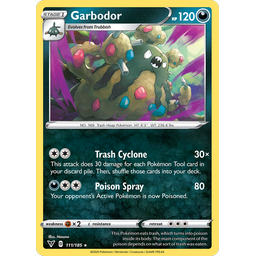 STAGE 1
Garbodor
HP 120
Evolves from Trubbish
NO. 569 Trash Heap Pokémon HT: 6'3" WT: 236.6 lbs.
Trash Cyclone 30×
This attack does 30 damage for each Pokémon Tool card in
your discard pile. Then, shuffle those cards into your deck.
Poison Spray 80
Your opponent's Active Pokémon is now Poisoned.
weakness ×2 resistance retreat
111/185
Garbodor eats trash, which turns into poison
inside its body. The main component of the
poison depends on what sort of trash was eaten.